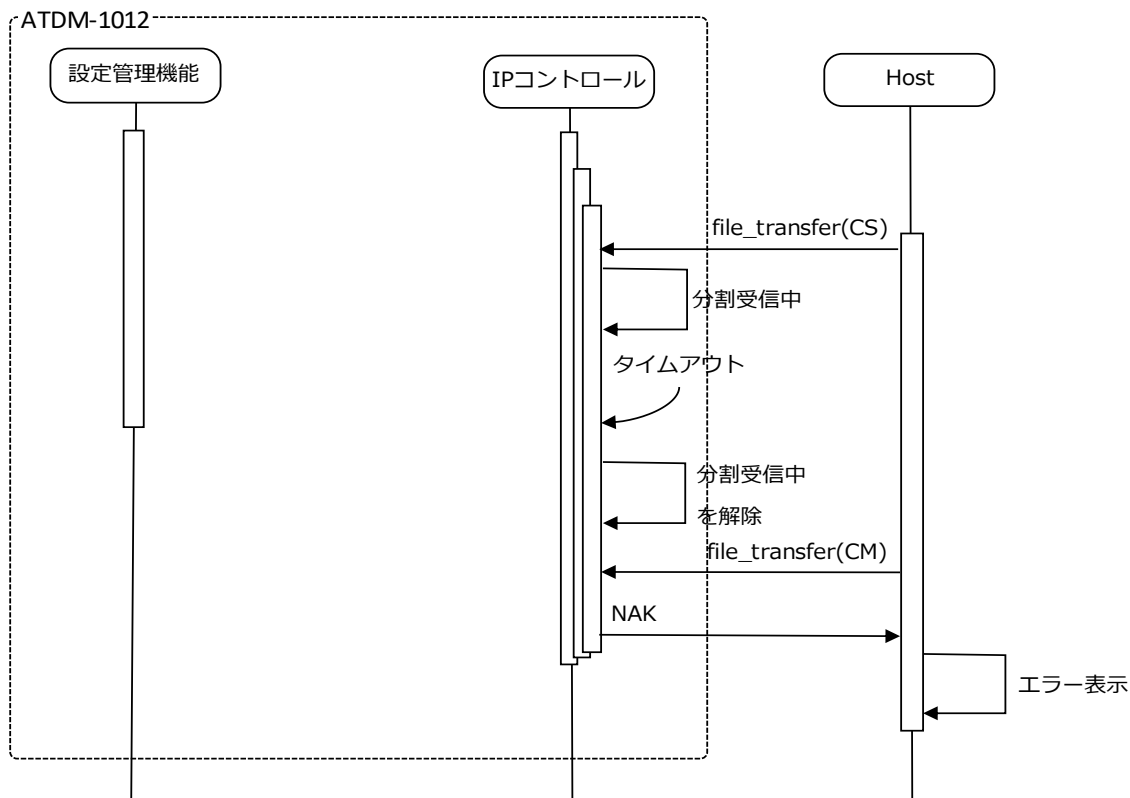 ATDM-1012
設定管理機能
IPコントロール
Host
file_transfer(CS)
分割受信中
タイムアウト
分割受信中
を解除
file_transfer(CM)
NAK
エラー表示